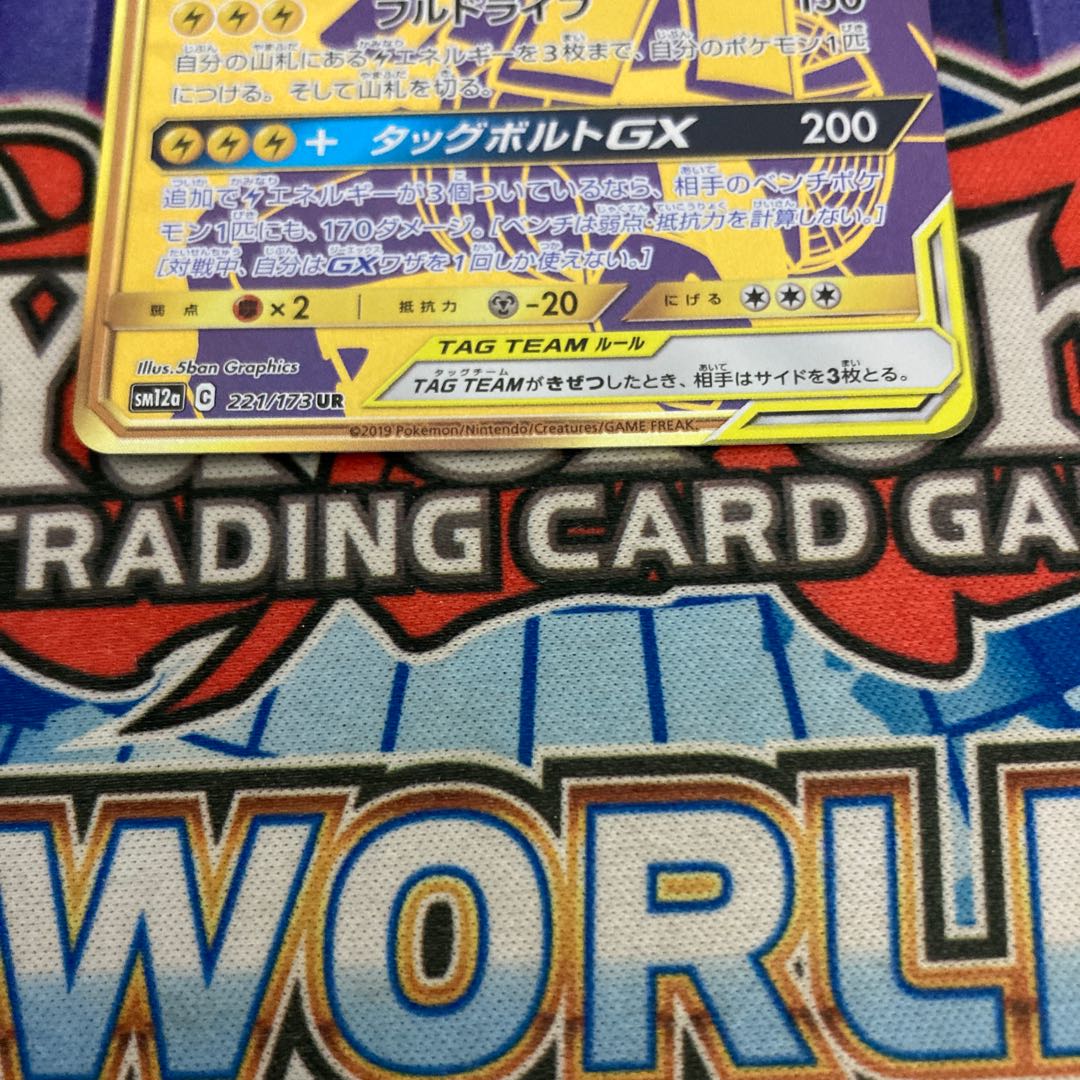 フルドライブ 150
自分の山札にあるエネルギーを3枚まで、自分のポケモン1匹
につける。そして山札を切る。
+ タッグボルトGX 200
追加でエネルギーが3個ついているなら、相手のベンチポケ
モン1匹にも、170ダメージ。[ベンチは弱点・抵抗力を計算しない。]
[対戦中、自分はGXワザを1回しか使えない。]
弱点 ×2 抵抗力 -20 にげる
TAG TEAM ルール
TAG TEAMがきぜつしたとき、相手はサイドを3枚とる。
Illus.5ban Graphics
SM12a C 221/173 UR
©2019 Pokémon/Nintendo/Creatures/GAME FREAK.
TRADING CARD GA
WORL